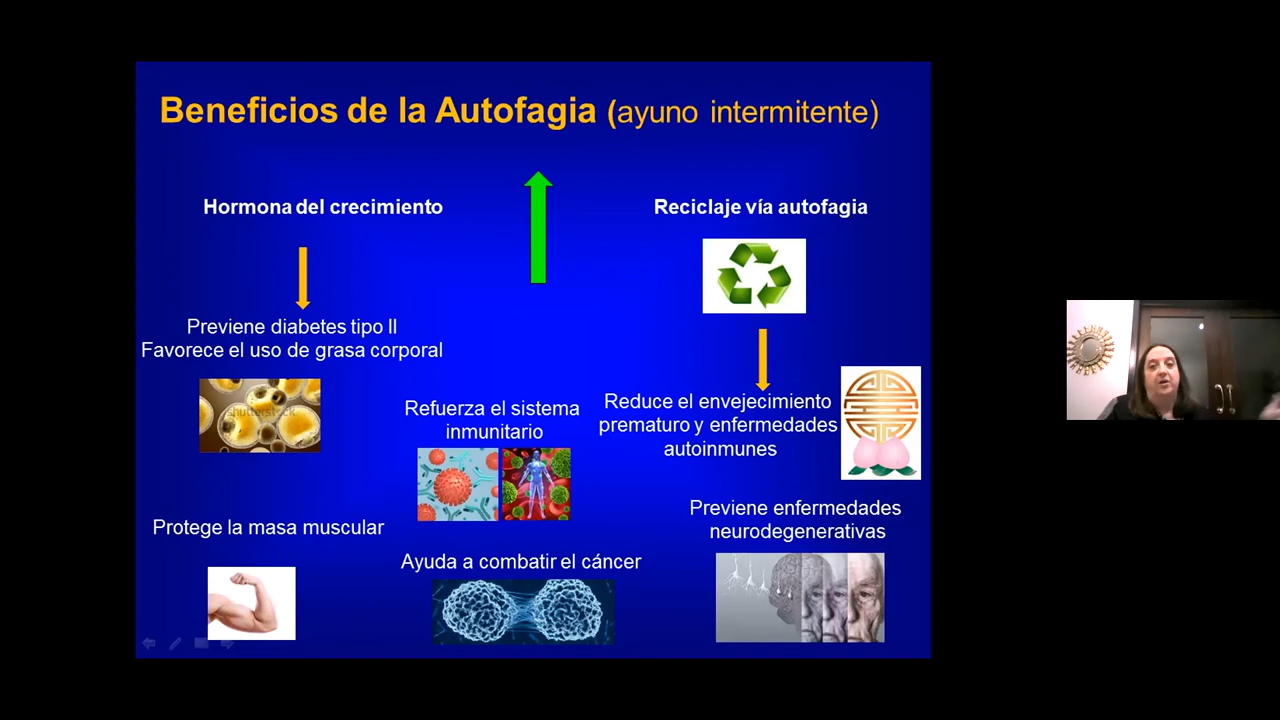 Beneficios de la Autofagia (ayuno intermitente)
Hormona del crecimiento
Reciclaje vía autofagia
Previene diabetes tipo II
Favorece el uso de grasa corporal
Refuerza el sistema
inmunitario
Reduce el envejecimiento
prematuro y enfermedades
autoinmunes
Protege la masa muscular
Ayuda a combatir el cáncer
Previene enfermedades
neurodegenerativas